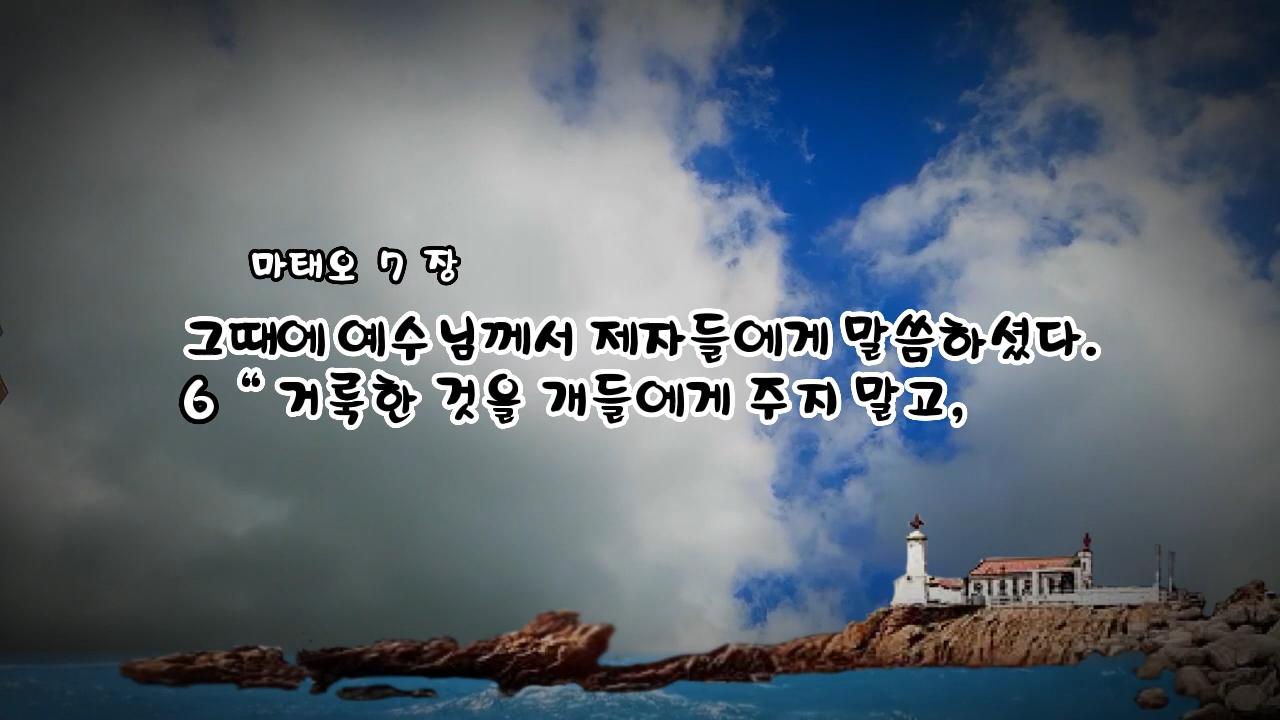 마태오 7 장
그때에 예수님께서 제자들에게 말씀하셨다.
6 “ 거룩한 것을 개들에게 주지 말고,